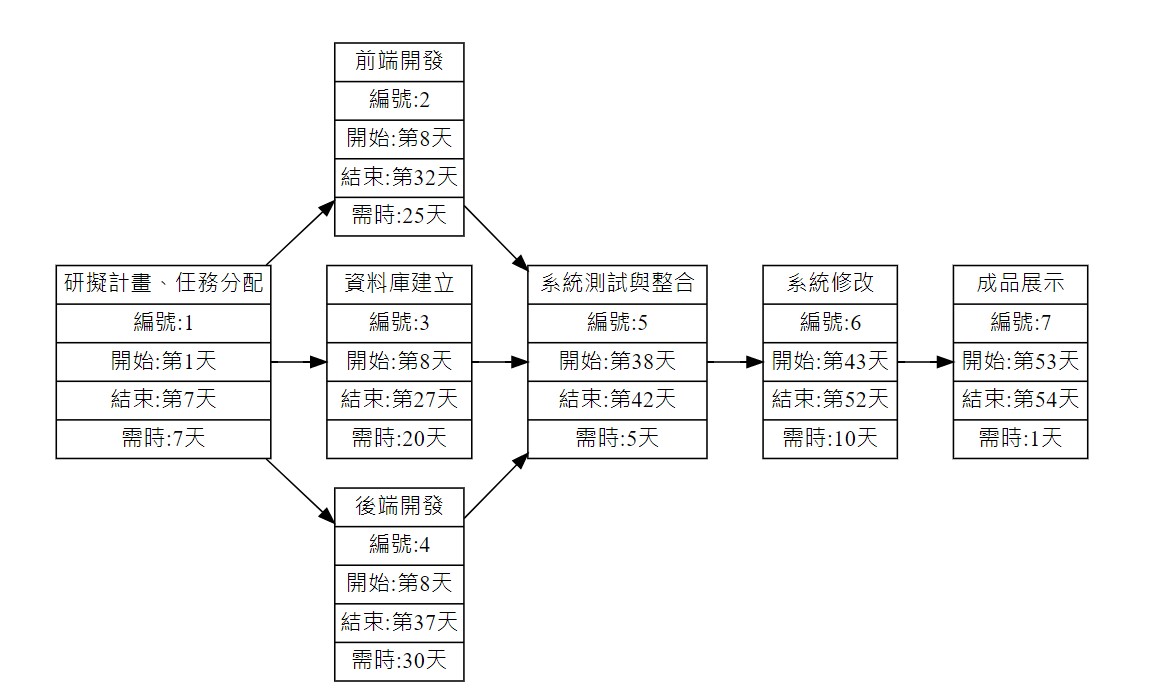 研擬計畫、任務分配
編號:1
開始:第1天
結束:第7天
需時:7天
前端開發
編號:2
開始:第8天
結束:第32天
需時:25天
資料庫建立
編號:3
開始:第8天
結束:第27天
需時:20天
後端開發
編號:4
開始:第8天
結束:第37天
需時:30天
系統測試與整合
編號:5
開始:第38天
結束:第42天
需時:5天
系統修改
編號:6
開始:第43天
結束:第52天
需時:10天
成品展示
編號:7
開始:第53天
結束:第54天
需時:1天